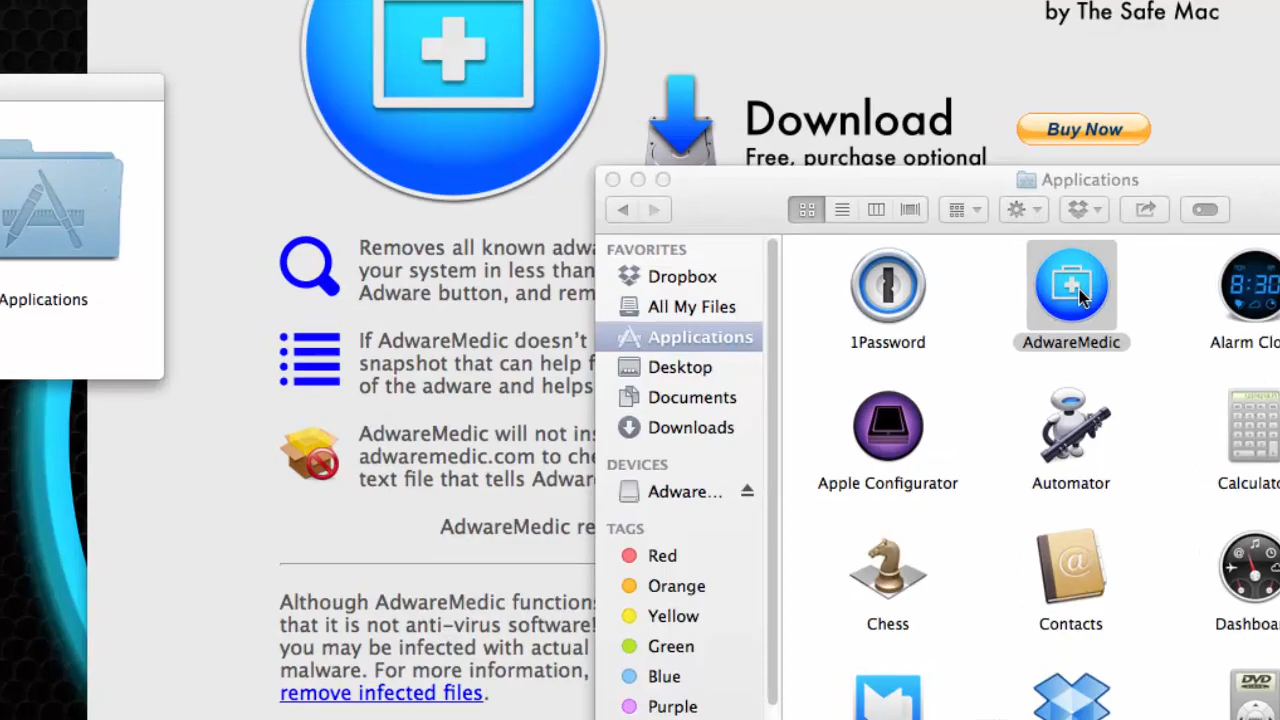 by The Safe Mac
Download
Buy Now
Free, purchase optional
Applications
Removes all known adwa
your system in less than
Adware button, and rem
If AdwareMedic doesn't
snapshot that can help f
of the adware and helps
AdwareMedic will not ins
adwaremedic.com to che
text file that tells Adware
AdwareMedic re
Although AdwareMedic functions
that it is not anti-virus software!
you may be infected with actual
malware. For more information,
remove infected files.
Applications
FAVORITES
Dropbox
All My Files
Applications
Desktop
Documents
Downloads
DEVICES
Adware...
TAGS
Red
Orange
Yellow
Green
Blue
Purple
8:30
1Password
AdwareMedic
Alarm Clo
Apple Configurator
Automator
Calculato
Chess
Contacts
Dashboa
DVD